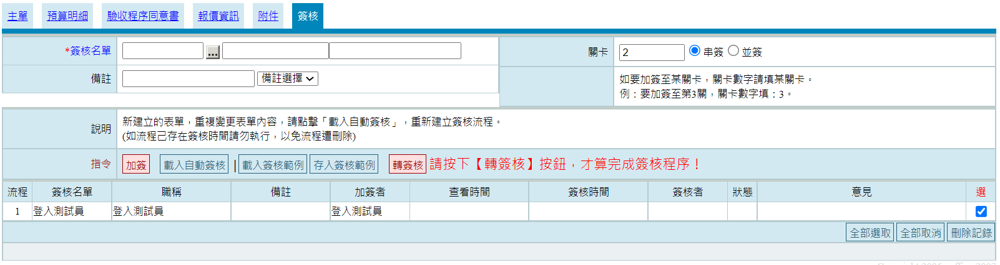 主單 預算明細 驗收程序同意書 報價資訊 附件 簽核
*簽核名單 ... 關卡 2 串簽 並簽
備註 備註選擇
如要加簽至某關卡，關卡數字請填某關卡。
例：要加簽至第3關，關卡數字填：3。
說明 新建立的表單，重複變更表單內容，請點擊「載入自動簽核」，重新建立簽核流程。
(如流程己存在簽核時間請勿執行，以免流程遭刪除)
指令 加簽 載入自動簽核 | 載入簽核範例 存入簽核範例 轉簽核 請按下【轉簽核】按鈕，才算完成簽核程序！
流程 簽核名單 職稱 備註 加簽者 查看時間 簽核時間 簽核者 狀態 意見 選
1 登入測試員 登入測試員 登入測試員
全部選取 全部取消 刪除記錄